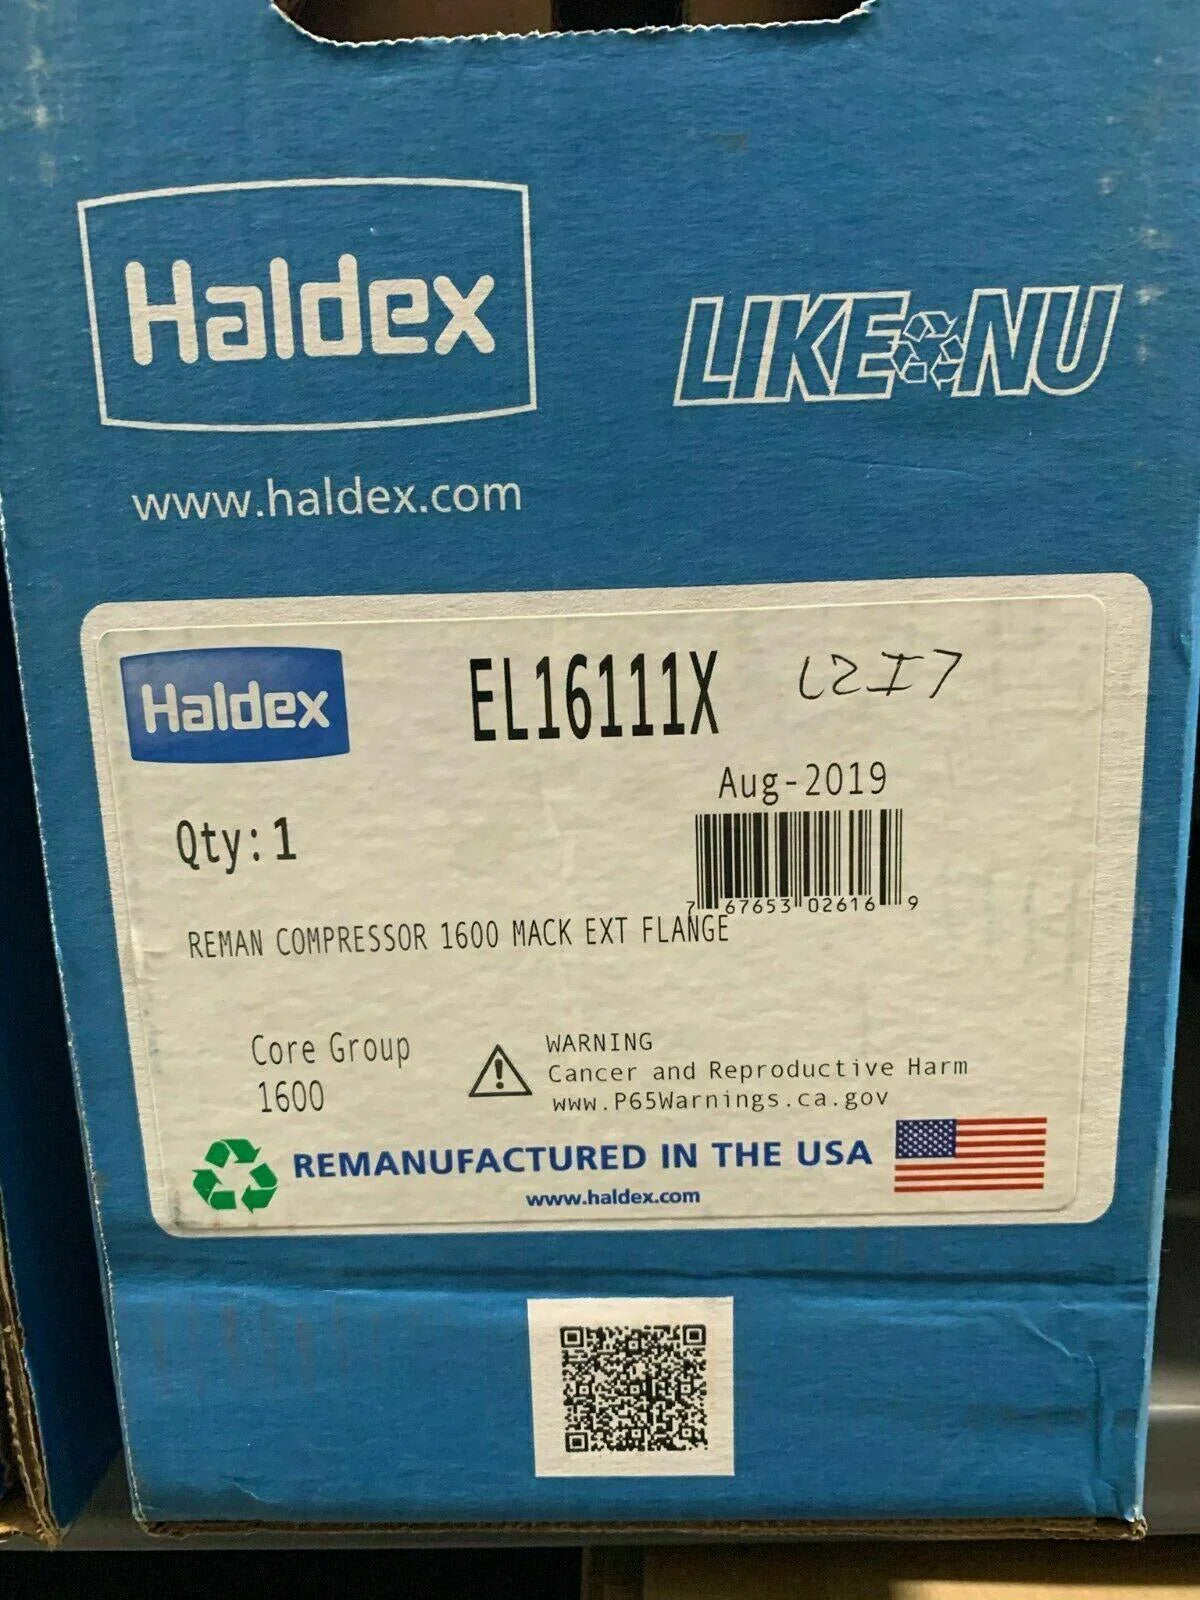 Haldex
LIKE NU
www.haldex.com
Haldex
EL16111X
Aug-2019
Qty: 1
7 67653 02616 9
REMAN COMPRESSOR 1600 MACK EXT FLANGE
Core Group
1600
WARNING
Cancer and Reproductive Harm
www.P65Warnings.ca.gov
REMANUFACTURED IN THE USA
www.haldex.com